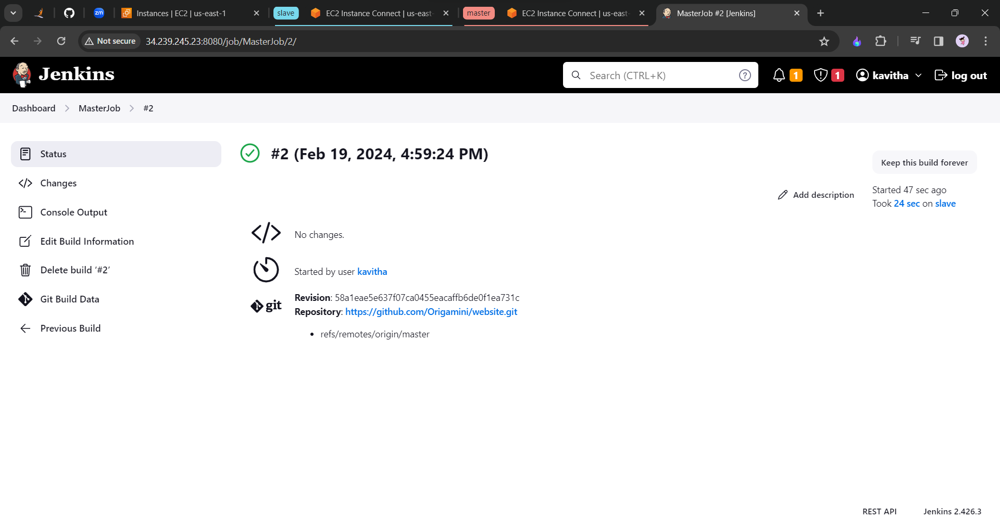 zm
Instances | EC2 | us-east-1
slave
EC2 Instance Connect | us-east-
master
EC2 Instance Connect | us-east-
MasterJob #2 [Jenkins]
Not secure
34.239.245.23:8080/job/MasterJob/2/
Jenkins
Search (CTRL+K)
?
1
1
kavitha
log out
Dashboard
MasterJob
#2
Status
Changes
Console Output
Edit Build Information
Delete build ‘#2’
Git Build Data
Previous Build
#2 (Feb 19, 2024, 4:59:24 PM)
Keep this build forever
Add description
Started 47 sec ago
Took 24 sec on slave
No changes.
Started by user kavitha
git
Revision: 58a1eae5e637f07ca0455eacaffb6de0f1ea731c
Repository: https://github.com/Origamini/website.git
• refs/remotes/origin/master
REST API
Jenkins 2.426.3